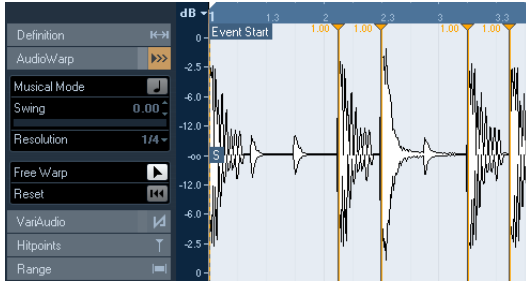 dB 1 1.3 2 2.3 3 3.3
Event Start 1.00 1.00 1.00 1.00
Definition
AudioWarp
Musical Mode
Swing 0.00
Resolution 1/4
Free Warp
Reset
VariAudio
Hitpoints
Range
0
-2.5
-6.0
-12.0
-oo
-12.0
-6.0
-2.5
0
S